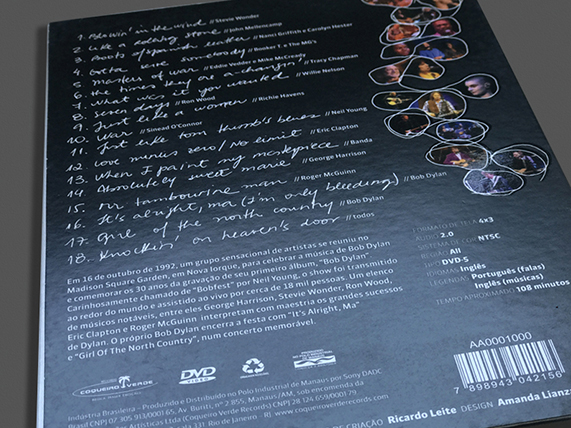 1. Blowin' in the wind // Stevie Wonder
2. Like a rolling stone // John Mellencamp
3. Boots of spanish leather // Nanci Griffith e Carolyn Hester
4. Gotta serve somebody // Booker T. e The MG's
5. masters of war // Eddie Vedder e Mike McCready
6. the times they are a-changin' // Tracy Chapman
7. what was it you wanted // Willie Nelson
8. seven days // Ron Wood
9. Just like a woman // Richie Havens
10. War // Sinead O'Connor
11. Just like tom thumb's blues // Neil Young
12. Love minus zero/No limit // Eric Clapton
13. When I paint my masterpiece // Banda
14. Absolutely sweet marie // George Harrison
15. mr tambourine man // Roger McGuinn
16. It's alright, ma (I'm only bleeding) // Bob Dylan
17. Girl of the north country // Bob Dylan
18. Knockin' on heaven's door // todos
Em 16 de outubro de 1992, um grupo sensacional de artistas se reuniu no
Madison Square Garden, em Nova Iorque, para celebrar a música de Bob Dylan
e comemorar os 30 anos da gravação de seu primeiro álbum, "Bob Dylan"
Carinhosamente chamado de "Bobfest" por Neil Young, o show foi transmitido
ao redor do mundo e assistido ao vivo por cerca de 18 mil pessoas. Um elenco
de músicos notáveis, entre eles George Harrison, Stevie Wonder, Ron Wood,
Eric Clapton e Roger McGuinn interpretam com maestria os grandes sucessos
de Dylan. O próprio Bob Dylan encerra a festa com "It's Alright, Ma"
e "Girl Of The North Country", num concerto memorável.
FORMATO DE TELA 4x3
ÁUDIO 2.0
SISTEMA DE COR NTSC
REGIÃO All
DVD-5
IDIOMAS Inglês
LEGENDAS Português (falas)
Inglês (músicas)
TEMPO APROXIMADO 108 minutos
COQUEIRO VERDE
DVD
VIDEO
AA0001000
7 898943 042156
Indústria Brasileira - Produzido e Distribuído no Polo Industrial de Manaus por Sony DADC
DE CRIAÇÃO Ricardo Leite DESIGN Amanda Lianz